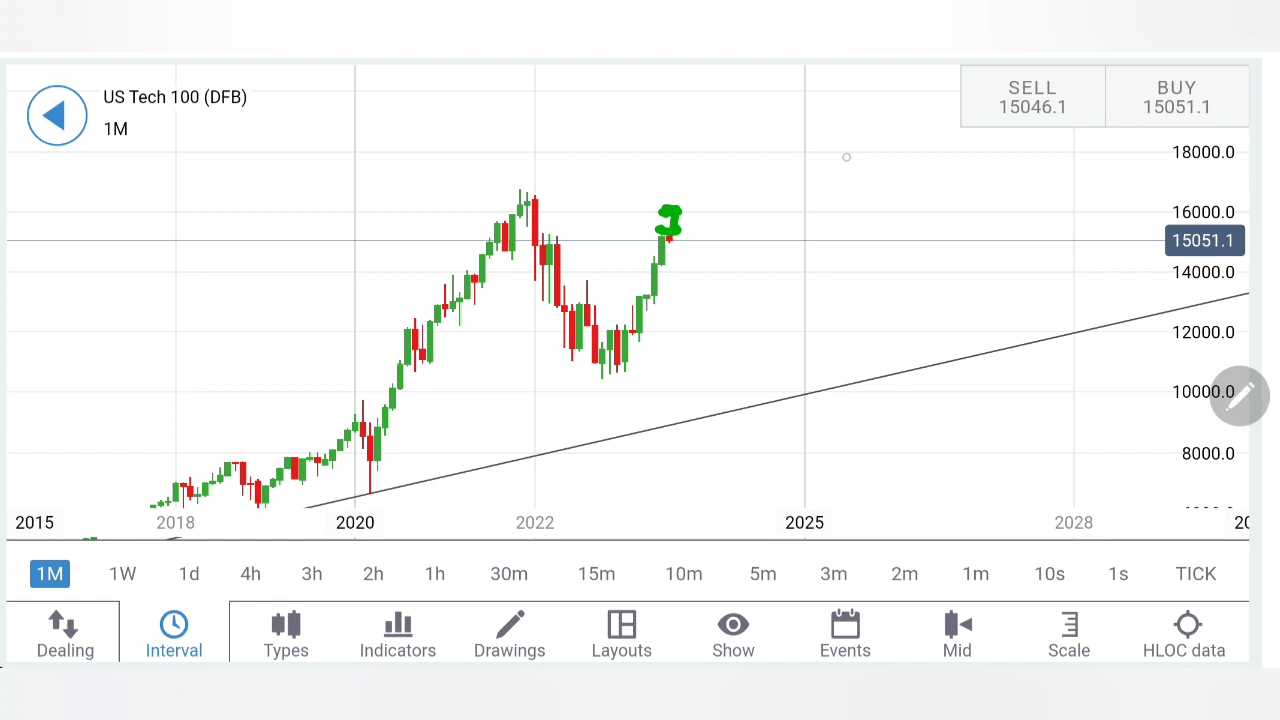 US Tech 100 (DFB)
1M
SELL
15046.1
BUY
15051.1
18000.0
16000.0
15051.1
14000.0
12000.0
10000.0
8000.0
2015 2018 2020 2022 2025 2028 20
1M 1W 1d 4h 3h 2h 1h 30m 15m 10m 5m 3m 2m 1m 10s 1s TICK
Dealing Interval Types Indicators Drawings Layouts Show Events Mid Scale HLOC data